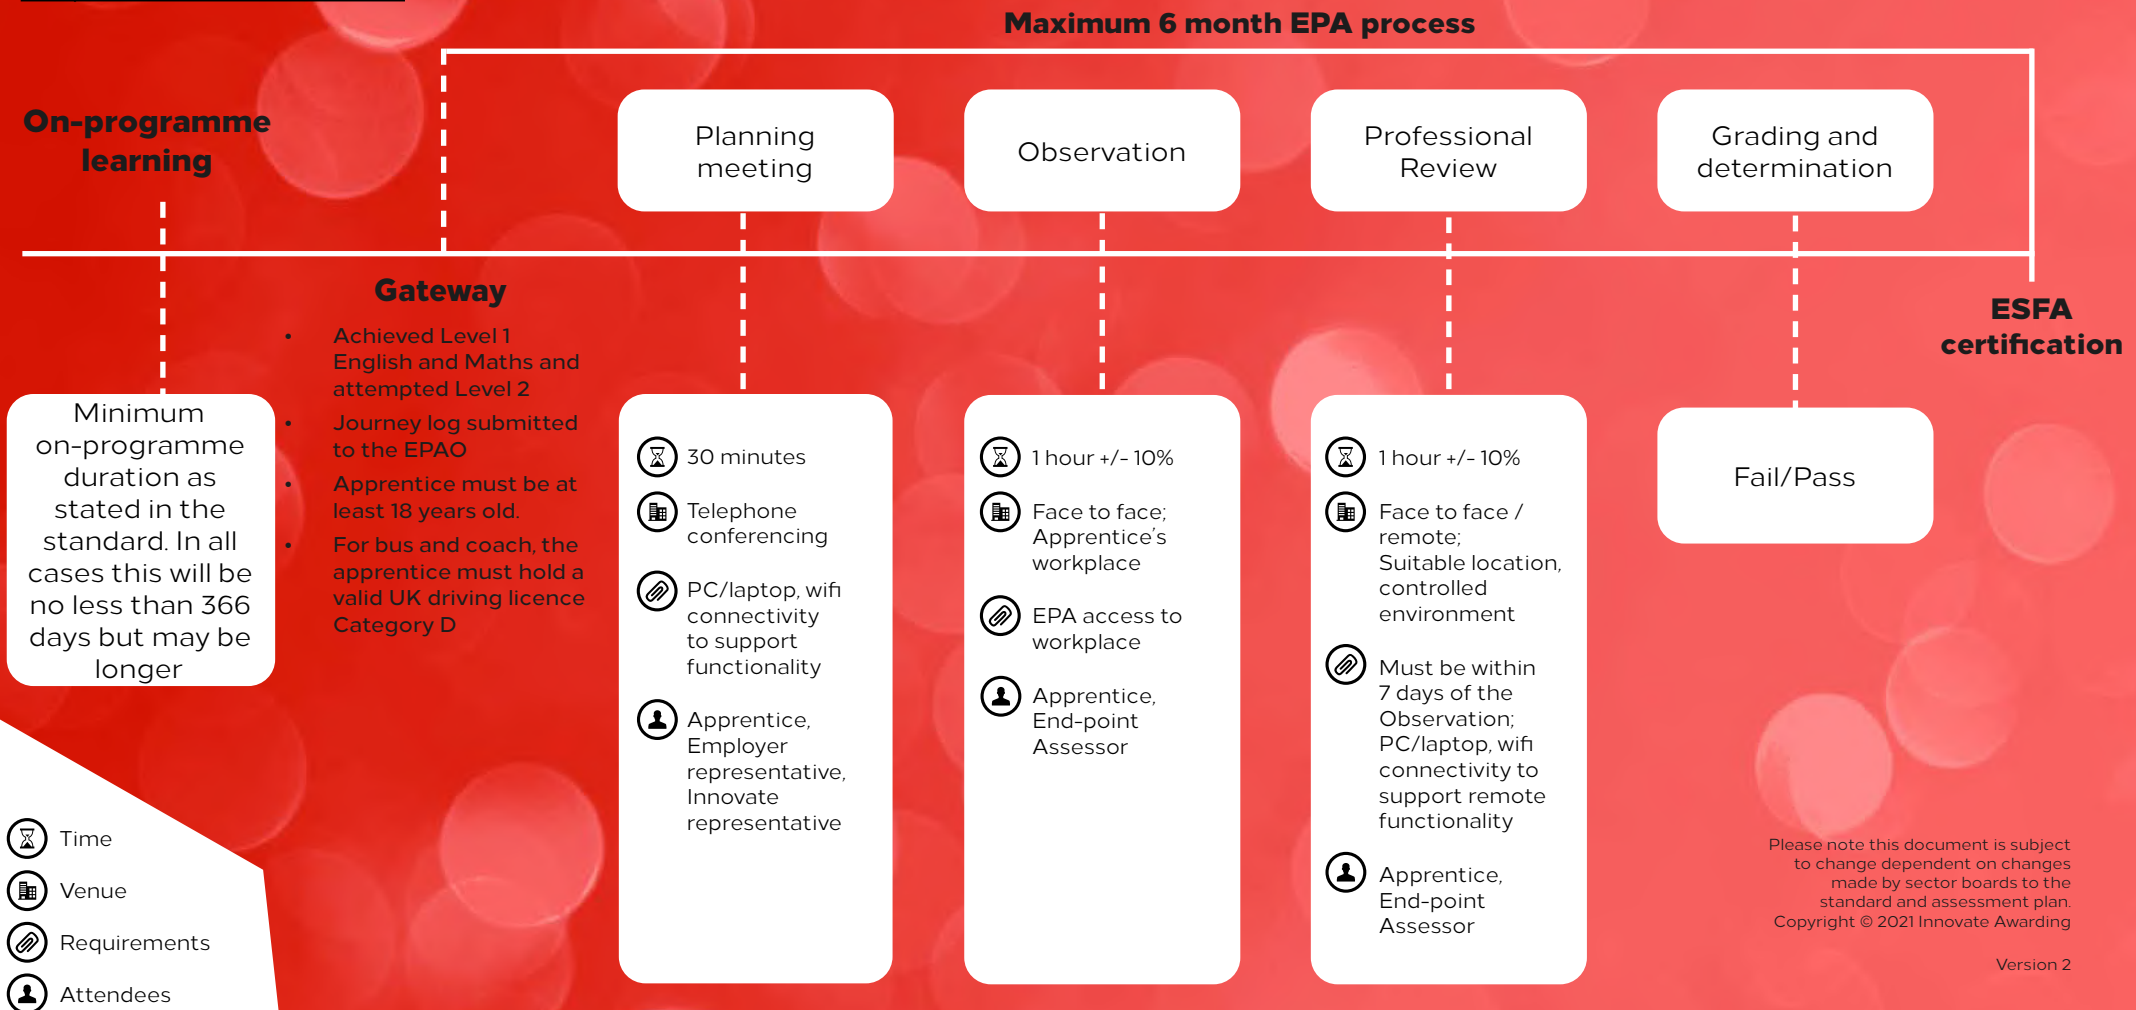 Maximum 6 month EPA process
On-programme
learning
Planning
meeting
Observation
Professional
Review
Grading and
determination
Gateway
• Achieved Level 1
English and Maths and
attempted Level 2
• Journey log submitted
to the EPAO
• Apprentice must be at
least 18 years old.
• For bus and coach, the
apprentice must hold a
valid UK driving licence
Category D
ESFA
certification
Minimum
on-programme
duration as
stated in the
standard. In all
cases this will be
no less than 366
days but may be
longer
30 minutes
Telephone
conferencing
PC/laptop, wifi
connectivity
to support
functionality
Apprentice,
Employer
representative,
Innovate
representative
1 hour +/- 10%
Face to face;
Apprentice's
workplace
EPA access to
workplace
Apprentice,
End-point
Assessor
1 hour +/- 10%
Face to face /
remote;
Suitable location,
controlled
environment
Must be within
7 days of the
Observation;
PC/laptop, wifi
connectivity to
support remote
functionality
Apprentice,
End-point
Assessor
Fail/Pass
Time
Venue
Requirements
Attendees
Please note this document is subject
to change dependent on changes
made by sector boards to the
standard and assessment plan.
Copyright © 2021 Innovate Awarding
Version 2